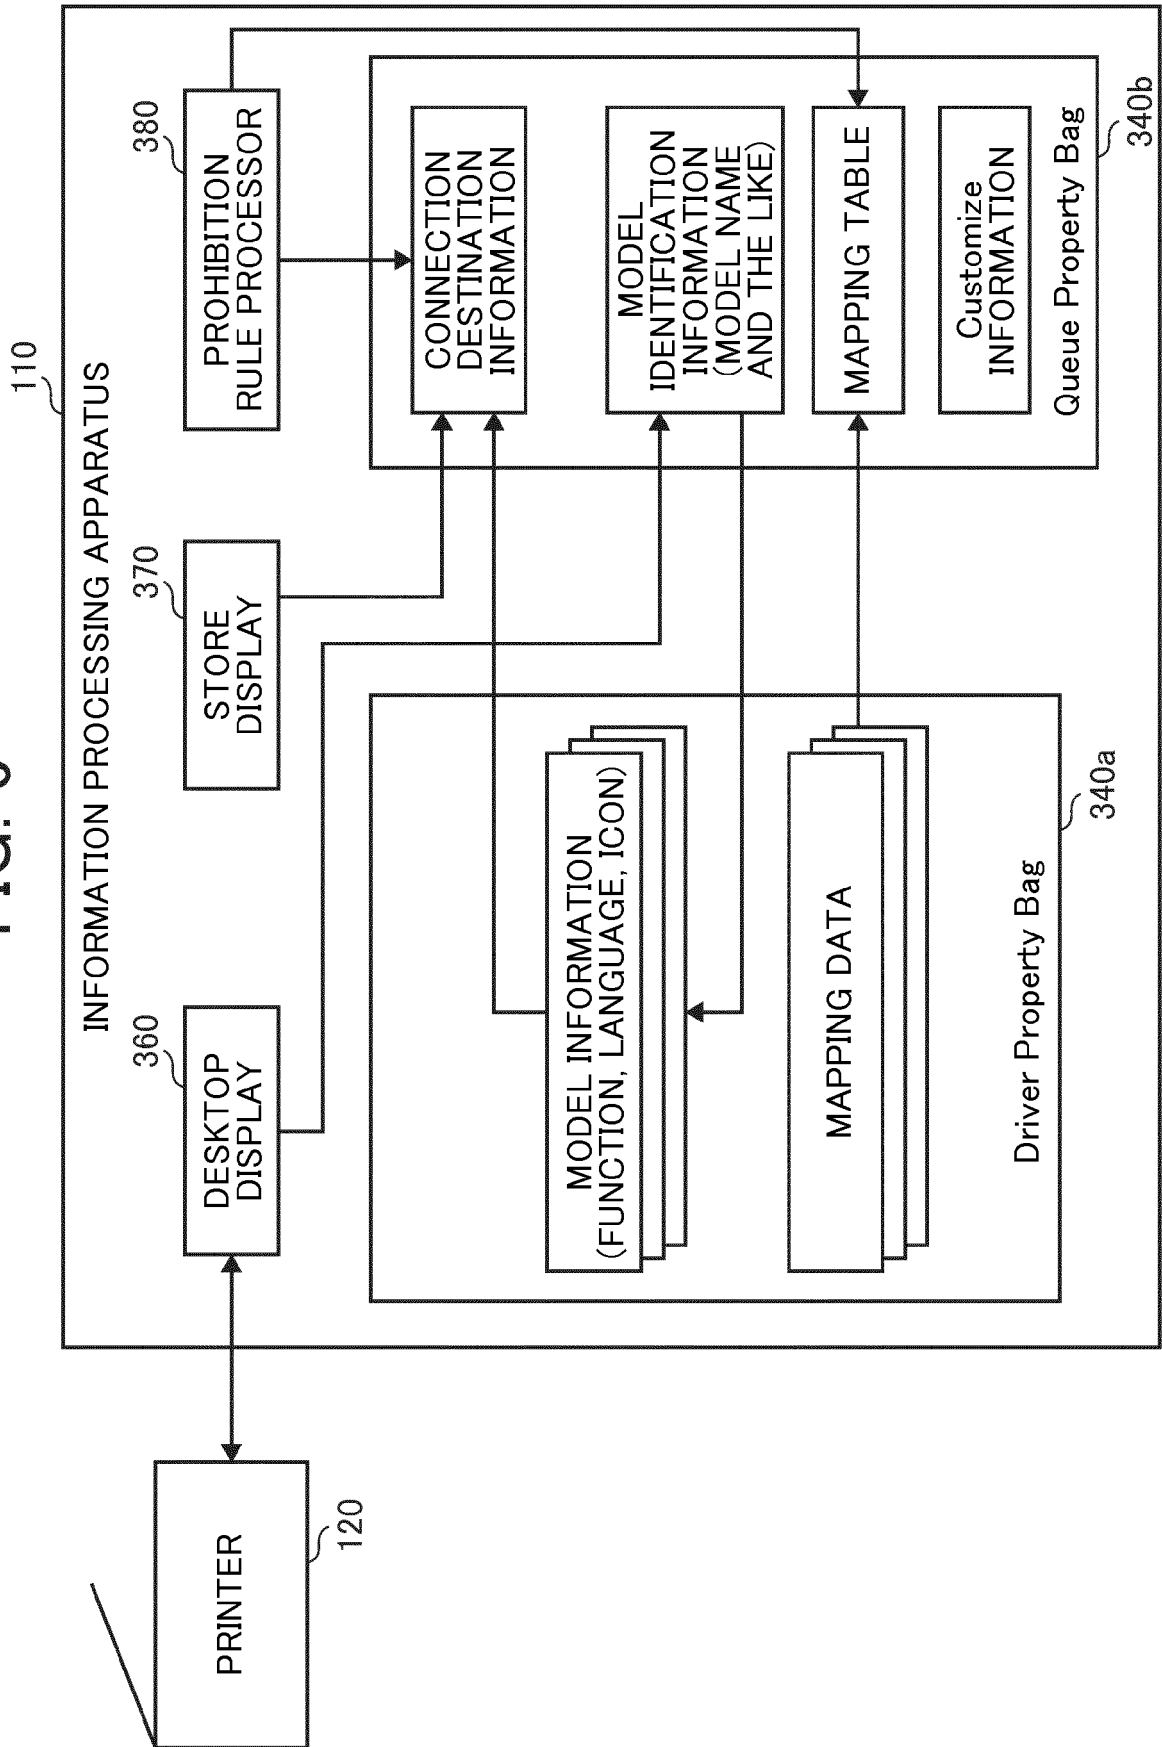 FIG.
110
INFORMATION PROCESSING APPARATUS
360
DESKTOP
DISPLAY
370
STORE
DISPLAY
380
PROHIBITION
RULE PROCESSOR
PRINTER
120
MODEL INFORMATION
(FUNCTION, LANGUAGE, ICON)
MAPPING DATA
Driver Property Bag
340a
CONNECTION
DESTINATION
INFORMATION
MODEL
IDENTIFICATION
INFORMATION
(MODEL NAME
AND THE LIKE)
MAPPING TABLE
Customize
INFORMATION
Queue Property Bag
340b